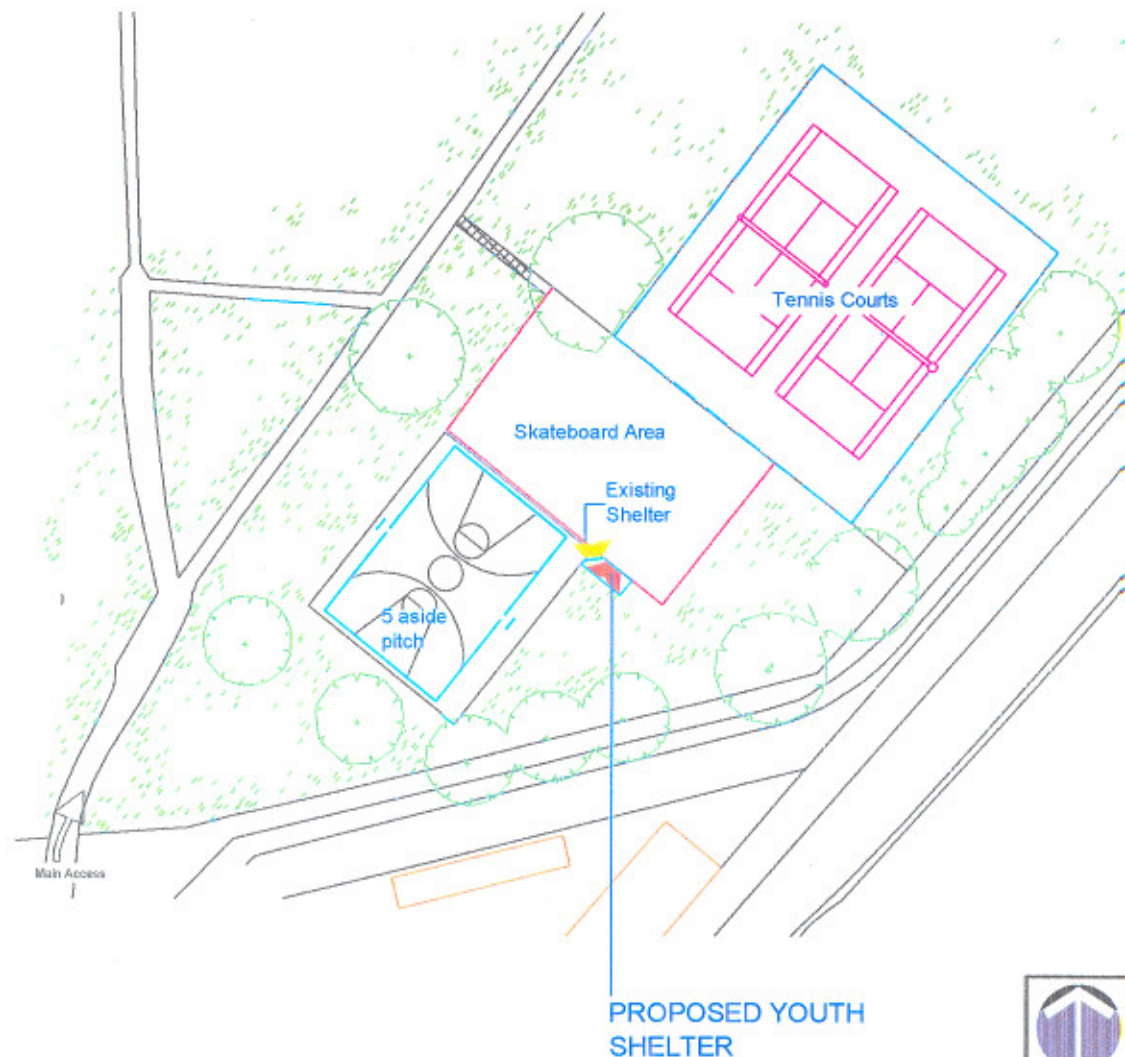 Tennis Courts
Skateboard Area
Existing
Shelter
5 aside
pitch
Main Access
PROPOSED YOUTH
SHELTER